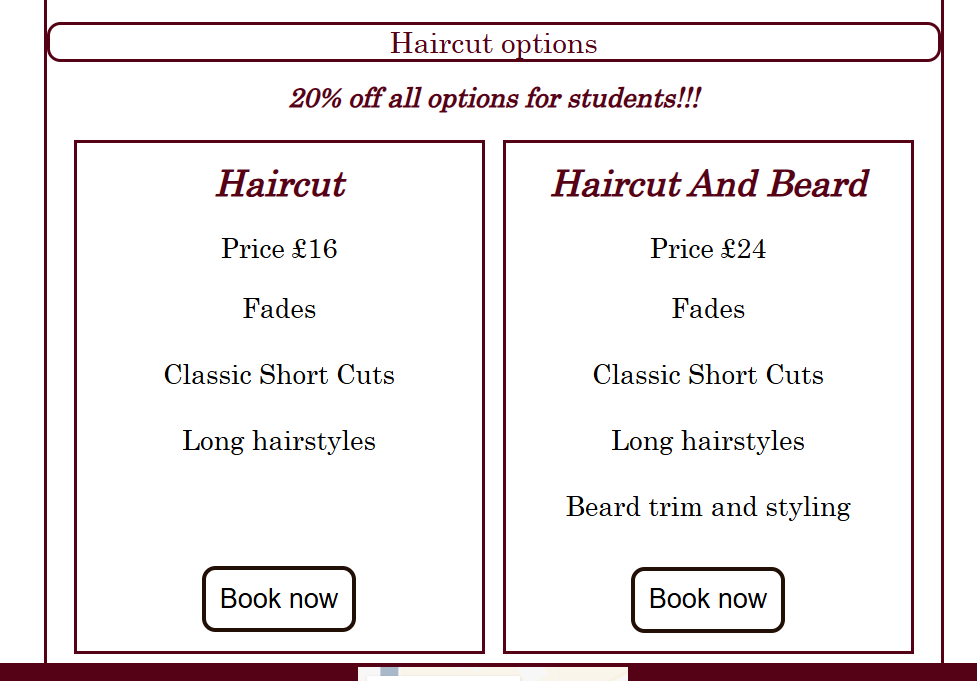 Haircut options
20% off all options for students!!!
Haircut
Price £16
Fades
Classic Short Cuts
Long hairstyles
Book now
Haircut And Beard
Price £24
Fades
Classic Short Cuts
Long hairstyles
Beard trim and styling
Book now